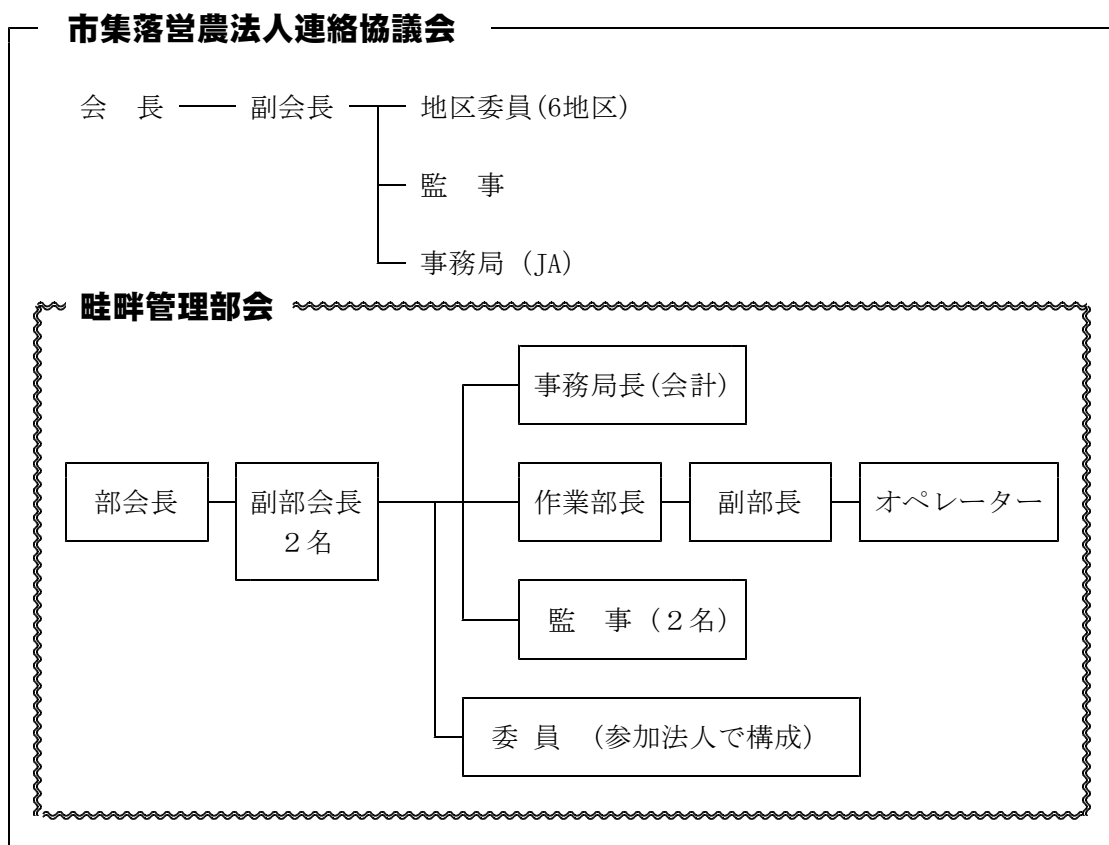 市集落営農法人連絡協議会
会　長　副会長　地区委員(6地区)
監　事
事務局 (JA)
畦畔管理部会
事務局長(会計)
部会長　副部会長　作業部長　副部長　オペレーター
２名
監　事 (２名)
委 員　(参加法人で構成)